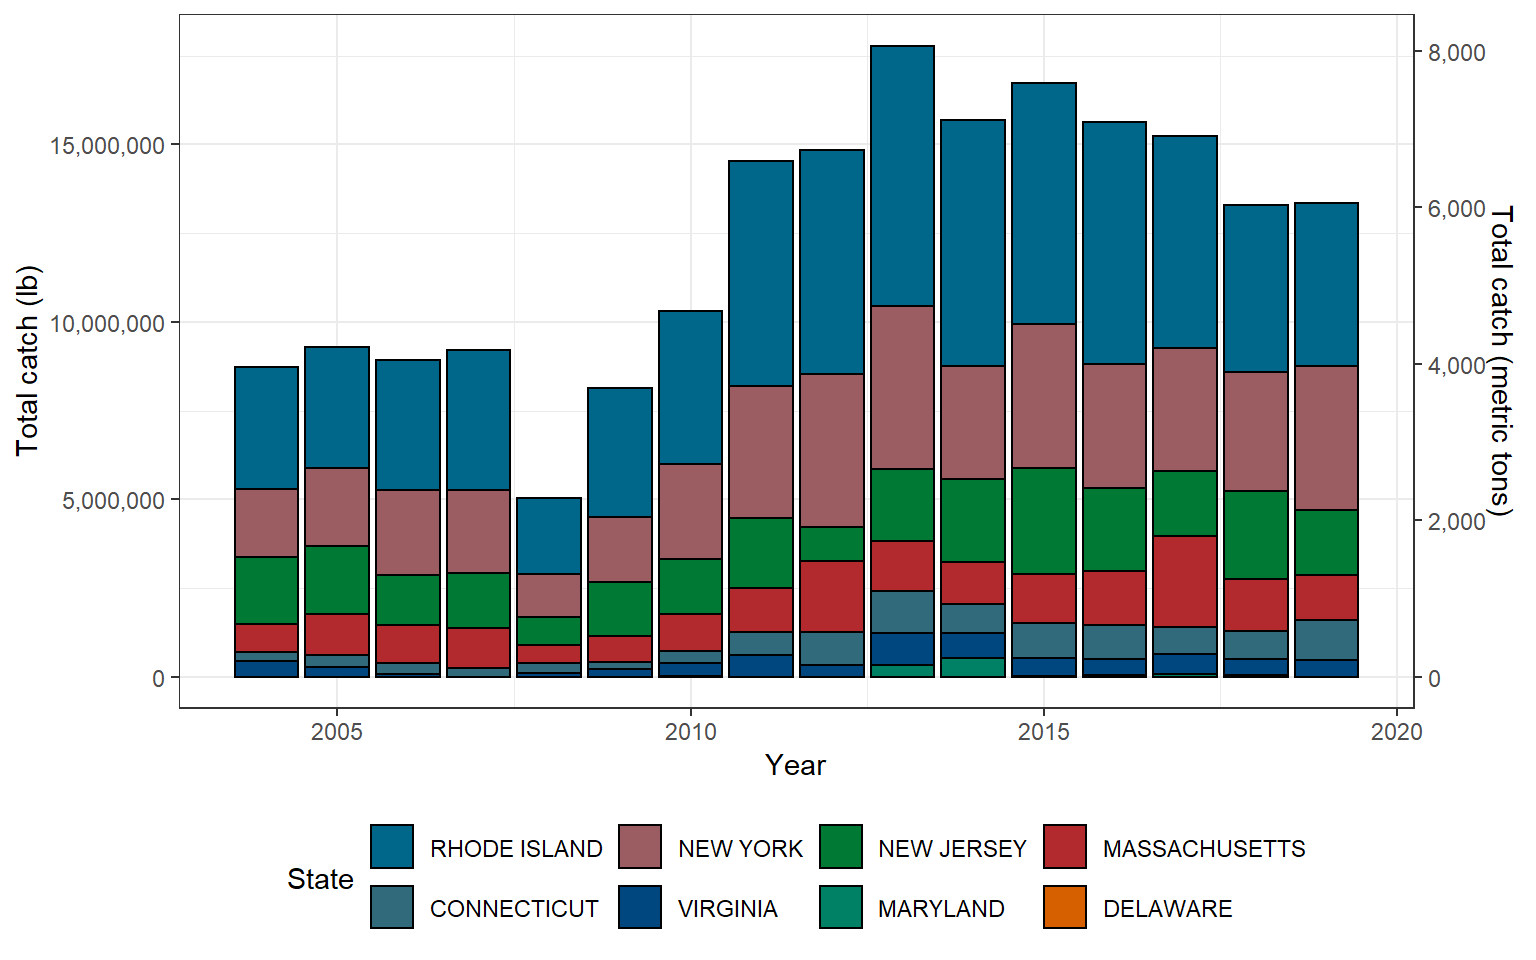 Total catch (lb)
15,000,000
10,000,000
5,000,000
0
8,000
6,000
4,000
2,000
0
Total catch (metric tons)
2005
2010
2015
2020
Year
State
RHODE ISLAND
NEW YORK
NEW JERSEY
MASSACHUSETTS
CONNECTICUT
VIRGINIA
MARYLAND
DELAWARE